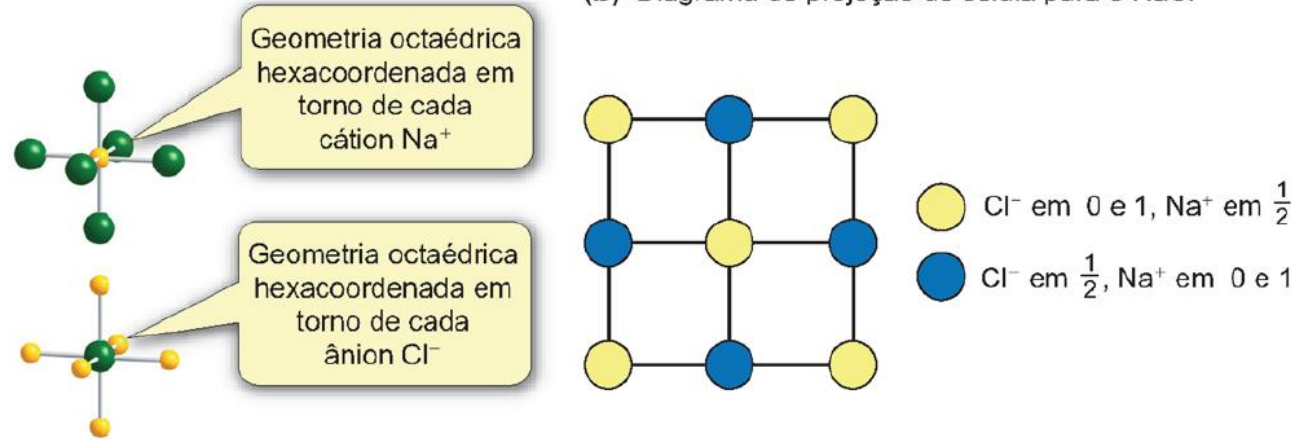 Geometria octaédrica
hexacoordenada em
torno de cada
cátion Na⁺
Geometria octaédrica
hexacoordenada em
torno de cada
ânion Cl⁻
Cl⁻ em 0 e 1, Na⁺ em 1/2
Cl⁻ em 1/2, Na⁺ em 0 e 1